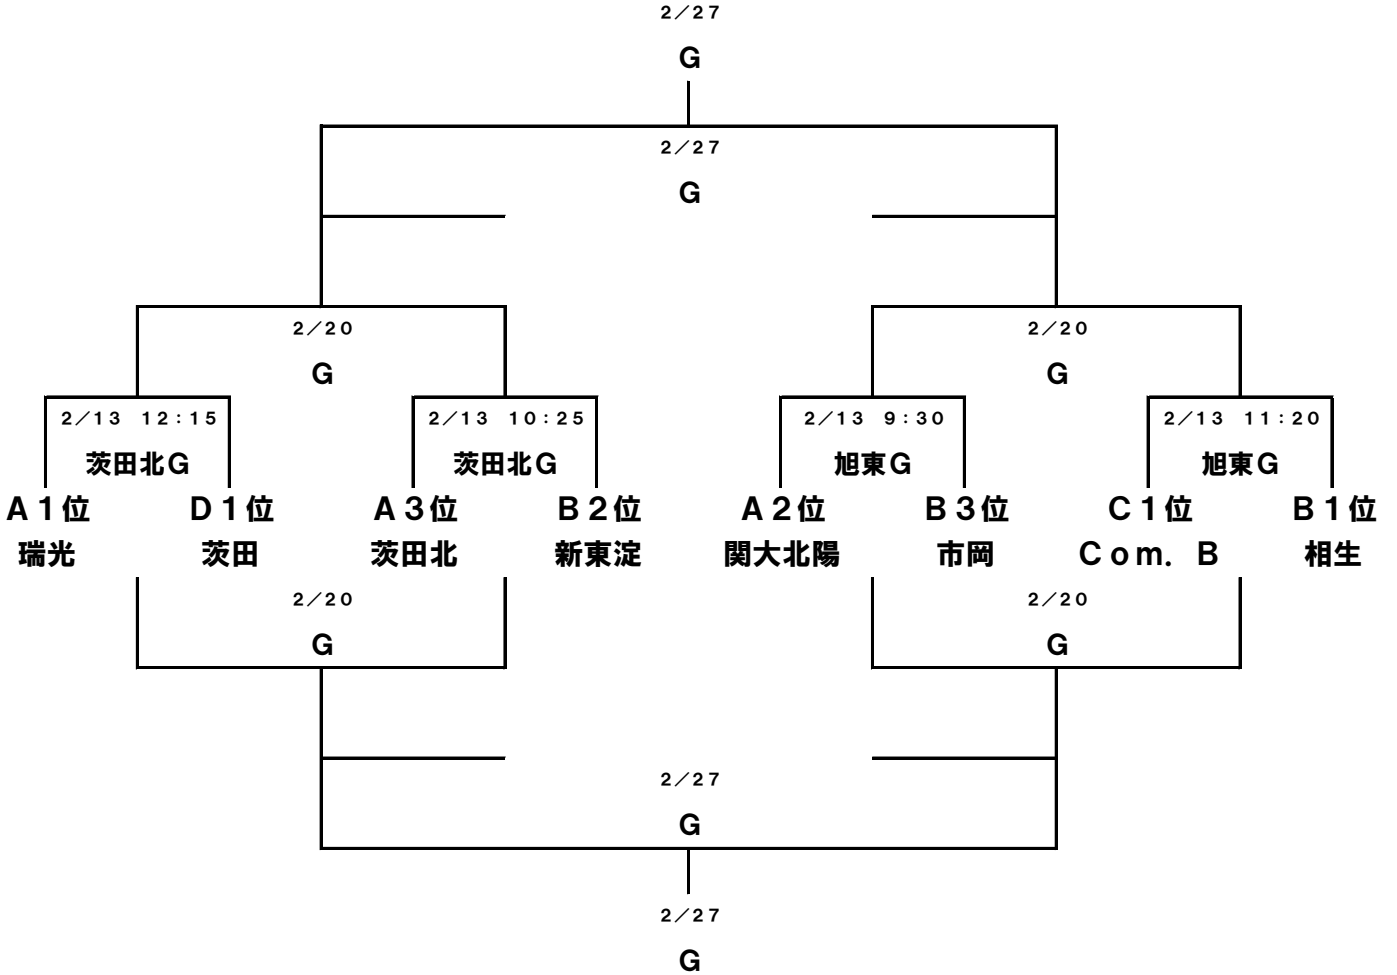 2／27
G
2／27
G
2／20
2／20
G
G
2／13 12：15
2／13 10：25
2／13 9：30
2／13 11：20
茨田北G
茨田北G
旭東G
旭東G
A１位
D１位
A３位
B２位
A２位
B３位
C１位
B１位
瑞光
茨田
茨田北
新東淀
関大北陽
市岡
Com．B
相生
2／20
2／20
G
G
2／27
G
2／27
G